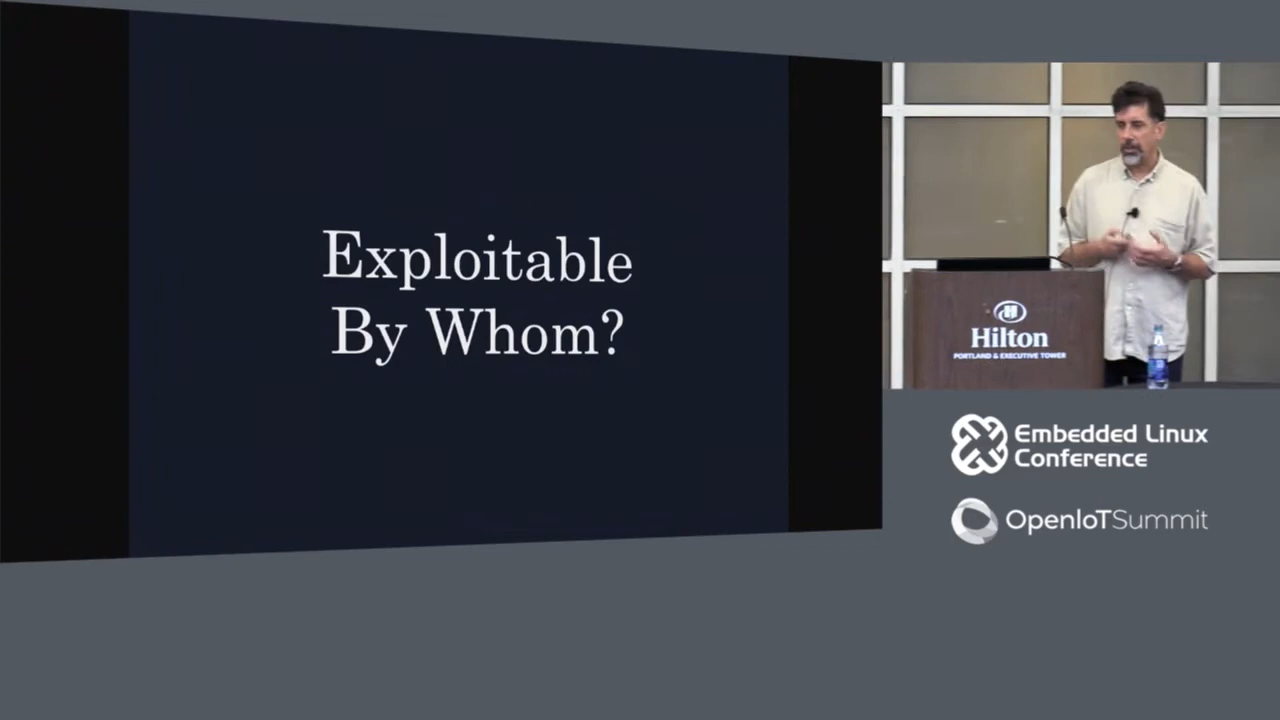 Exploitable
By Whom?
Hilton
PORTLAND & EXECUTIVE TOWER
Embedded Linux
Conference
OpenIoTSummit